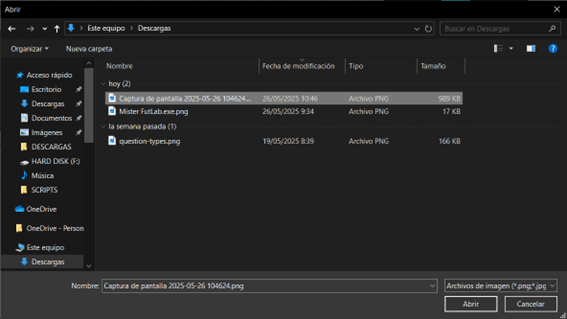 Abrir
Este equipo > Descargas
Buscar en Descargas
Organizar
Nueva carpeta
Nombre Fecha de modificación Tipo Tamaño
Acceso rápido
Escritorio
Descargas
Documentos
Imágenes
DESCARGAS
HARD DISK (F:)
Música
SCRIPTS
OneDrive
OneDrive - Person
Este equipo
Descargas
hoy (2)
Captura de pantalla 2025-05-26 104624... 26/05/2025 10:46 Archivo PNG 989 KB
Mister FutLab.exe.png 26/05/2025 9:34 Archivo PNG 17 KB
la semana pasada (1)
question-types.png 19/05/2025 8:39 Archivo PNG 166 KB
Nombre: Captura de pantalla 2025-05-26 104624.png
Archivos de imagen (*.png;*.jpg
Abrir Cancelar